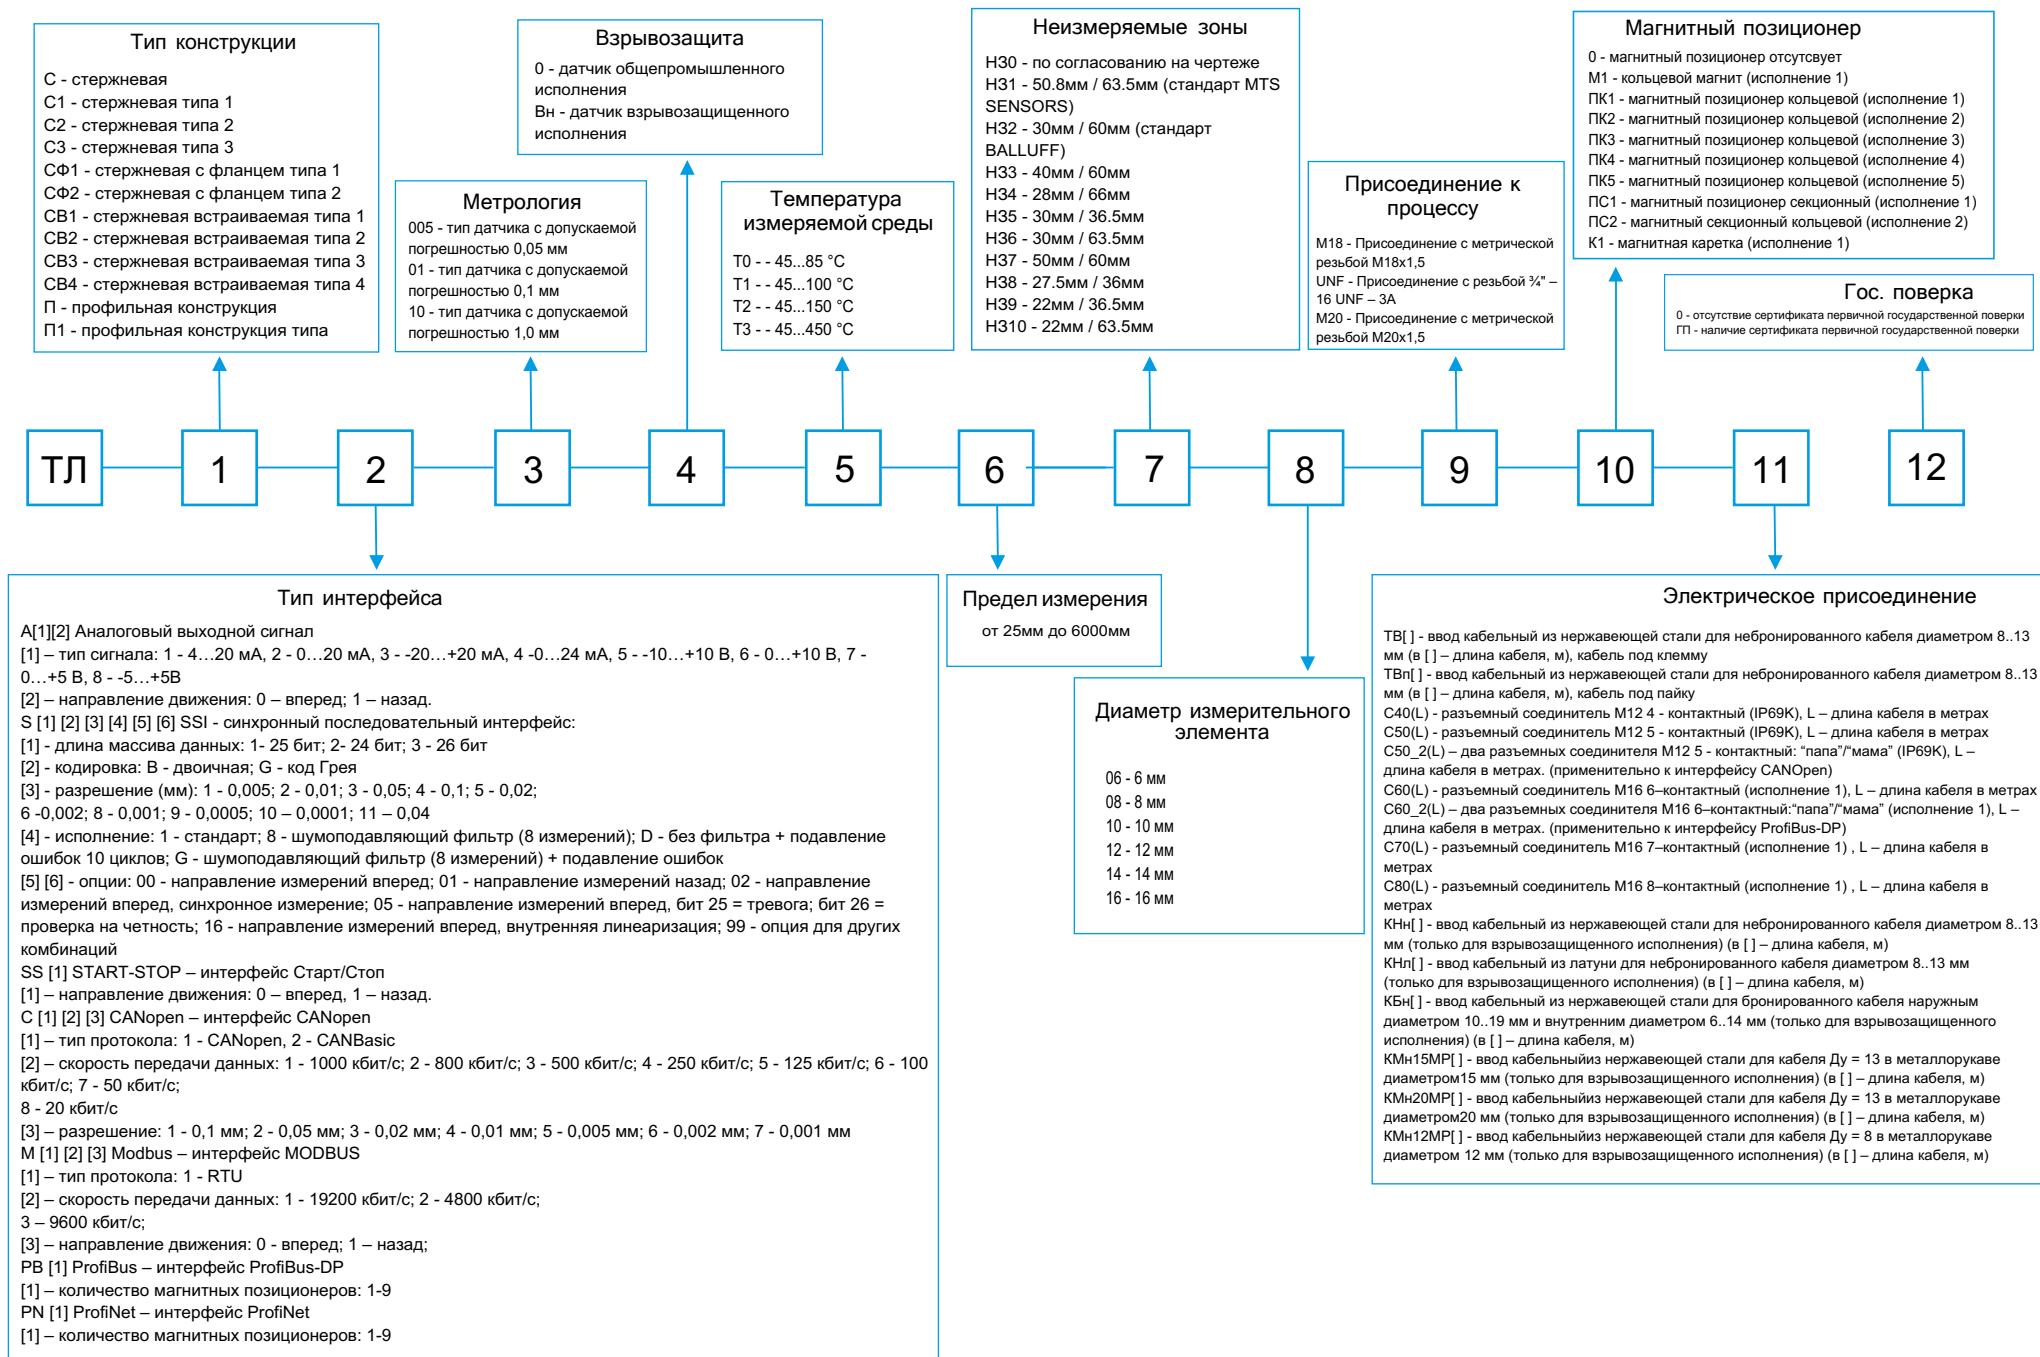 Тип конструкции
С - стержневая
С1 - стержневая типа 1
С2 - стержневая типа 2
С3 - стержневая типа 3
СФ1 - стержневая с фланцем типа 1
СФ2 - стержневая с фланцем типа 2
СВ1 - стержневая встраиваемая типа 1
СВ2 - стержневая встраиваемая типа 2
СВ3 - стержневая встраиваемая типа 3
СВ4 - стержневая встраиваемая типа 4
П - профильная конструкция
П1 - профильная конструкция типа
Метрология
005 - тип датчика с допускаемой
погрешностью 0,05 мм
01 - тип датчика с допускаемой
погрешностью 0,1 мм
10 - тип датчика с допускаемой
погрешностью 1,0 мм
Взрывозащита
0 - датчик общепромышленного
исполнения
Вн - датчик взрывозащищенного
исполнения
Температура
измеряемой среды
Т0 - - 45...85 °С
Т1 - - 45...100 °С
Т2 - - 45...150 °С
Т3 - - 45...450 °С
Неизмеряемые зоны
НЗ0 - по согласованию на чертеже
НЗ1 - 50.8мм / 63.5мм (стандарт MTS
SENSORS)
НЗ2 - 30мм / 60мм (стандарт
BALLUFF)
НЗ3 - 40мм / 60мм
НЗ4 - 28мм / 66мм
НЗ5 - 30мм / 36.5мм
НЗ6 - 30мм / 63.5мм
НЗ7 - 50мм / 60мм
НЗ8 - 27.5мм / 36мм
НЗ9 - 22мм / 36.5мм
НЗ10 - 22мм / 63.5мм
Присоединение к
процессу
М18 - Присоединение с метрической
резьбой М18х1,5
UNF - Присоединение с резьбой ¾" –
16 UNF – 3A
М20 - Присоединение с метрической
резьбой М20х1,5
Магнитный позиционер
0 - магнитный позиционер отсутсвует
М1 - кольцевой магнит (исполнение 1)
ПК1 - магнитный позиционер кольцевой (исполнение 1)
ПК2 - магнитный позиционер кольцевой (исполнение 2)
ПК3 - магнитный позиционер кольцевой (исполнение 3)
ПК4 - магнитный позиционер кольцевой (исполнение 4)
ПК5 - магнитный позиционер кольцевой (исполнение 5)
ПС1 - магнитный позиционер секционный (исполнение 1)
ПС2 - магнитный секционный кольцевой (исполнение 2)
К1 - магнитная каретка (исполнение 1)
Гос. поверка
0 - отсутствие сертификата первичной государственной поверки
ГП - наличие сертификата первичной государственной поверки
ТЛ 1 2 3 4 5 6 7 8 9 10 11 12
Тип интерфейса
А[1][2] Аналоговый выходной сигнал
[1] – тип сигнала: 1 - 4…20 мА, 2 - 0…20 мА, 3 - -20…+20 мА, 4 -0…24 мА, 5 - -10…+10 В, 6 - 0…+10 В, 7 -
0…+5 В, 8 - -5…+5В
[2] – направление движения: 0 – вперед; 1 – назад.
S [1] [2] [3] [4] [5] [6] SSI - синхронный последовательный интерфейс:
[1] - длина массива данных: 1- 25 бит; 2- 24 бит; 3 - 26 бит
[2] - кодировка: B - двоичная; G - код Грея
[3] - разрешение (мм): 1 - 0,005; 2 - 0,01; 3 - 0,05; 4 - 0,1; 5 - 0,02;
6 -0,002; 8 - 0,001; 9 - 0,0005; 10 – 0,0001; 11 – 0,04
[4] - исполнение: 1 - стандарт; 8 - шумоподавляющий фильтр (8 измерений); D - без фильтра + подавление
ошибок 10 циклов; G - шумоподавляющий фильтр (8 измерений) + подавление ошибок
[5] [6] - опции: 00 - направление измерений вперед; 01 - направление измерений назад; 02 - направление
измерений вперед, синхронное измерение; 05 - направление измерений вперед, бит 25 = тревога; бит 26 =
проверка на четность; 16 - направление измерений вперед, внутренняя линеаризация; 99 - опция для других
комбинаций
SS [1] START-STOP – интерфейс Старт/Стоп
[1] – направление движения: 0 – вперед, 1 – назад.
C [1] [2] [3] CANopen – интерфейс CANopen
[1] – тип протокола: 1 - CANopen, 2 - CANBasic
[2] – скорость передачи данных: 1 - 1000 кбит/с; 2 - 800 кбит/с; 3 - 500 кбит/с; 4 - 250 кбит/с; 5 - 125 кбит/с; 6 - 100
кбит/с; 7 - 50 кбит/с;
8 - 20 кбит/с
[3] – разрешение: 1 - 0,1 мм; 2 - 0,05 мм; 3 - 0,02 мм; 4 - 0,01 мм; 5 - 0,005 мм; 6 - 0,002 мм; 7 - 0,001 мм
M [1] [2] [3] Modbus – интерфейс MODBUS
[1] – тип протокола: 1 - RTU
[2] – скорость передачи данных: 1 - 19200 кбит/с; 2 - 4800 кбит/с;
3 – 9600 кбит/с;
[3] – направление движения: 0 - вперед; 1 – назад;
PB [1] ProfiBus – интерфейс ProfiBus-DP
[1] – количество магнитных позиционеров: 1-9
PN [1] ProfiNet – интерфейс ProfiNet
[1] – количество магнитных позиционеров: 1-9
Предел измерения
от 25мм до 6000мм
Диаметр измерительного
элемента
06 - 6 мм
08 - 8 мм
10 - 10 мм
12 - 12 мм
14 - 14 мм
16 - 16 мм
Электрическое присоединение
ТВ[ ] - ввод кабельный из нержавеющей стали для небронированного кабеля диаметром 8..13
мм (в [ ] – длина кабеля, м), кабель под клемму
ТВп[ ] - ввод кабельный из нержавеющей стали для небронированного кабеля диаметром 8..13
мм (в [ ] – длина кабеля, м), кабель под пайку
С40(L) - разъемный соединитель М12 4 - контактный (IP69K), L – длина кабеля в метрах
С50(L) - разъемный соединитель М12 5 - контактный (IP69K), L – длина кабеля в метрах
С50_2(L) – два разъемных соединителя М12 5 - контактный: “папа”/“мама” (IP69K), L –
длина кабеля в метрах. (применительно к интерфейсу CANOpen)
С60(L) - разъемный соединитель М16 6–контактный (исполнение 1), L – длина кабеля в метрах
С60_2(L) – два разъемных соединителя М16 6–контактный:“папа”/“мама” (исполнение 1), L –
длина кабеля в метрах. (применительно к интерфейсу ProfiBus-DP)
С70(L) - разъемный соединитель М16 7–контактный (исполнение 1) , L – длина кабеля в
метрах
С80(L) - разъемный соединитель М16 8–контактный (исполнение 1) , L – длина кабеля в
метрах
КНн[ ] - ввод кабельный из нержавеющей стали для небронированного кабеля диаметром 8..13
мм (только для взрывозащищенного исполнения) (в [ ] – длина кабеля, м)
КНл[ ] - ввод кабельный из латуни для небронированного кабеля диаметром 8..13 мм
(только для взрывозащищенного исполнения) (в [ ] – длина кабеля, м)
КБн[ ] - ввод кабельный из нержавеющей стали для бронированного кабеля наружным
диаметром 10..19 мм и внутренним диаметром 6..14 мм (только для взрывозащищенного
исполнения) (в [ ] – длина кабеля, м)
КМн15МР[ ] - ввод кабельныйиз нержавеющей стали для кабеля Ду = 13 в металлорукаве
диаметром15 мм (только для взрывозащищенного исполнения) (в [ ] – длина кабеля, м)
КМн20МР[ ] - ввод кабельныйиз нержавеющей стали для кабеля Ду = 13 в металлорукаве
диаметром20 мм (только для взрывозащищенного исполнения) (в [ ] – длина кабеля, м)
КМн12МР[ ] - ввод кабельныйиз нержавеющей стали для кабеля Ду = 8 в металлорукаве
диаметром 12 мм (только для взрывозащищенного исполнения) (в [ ] – длина кабеля, м)